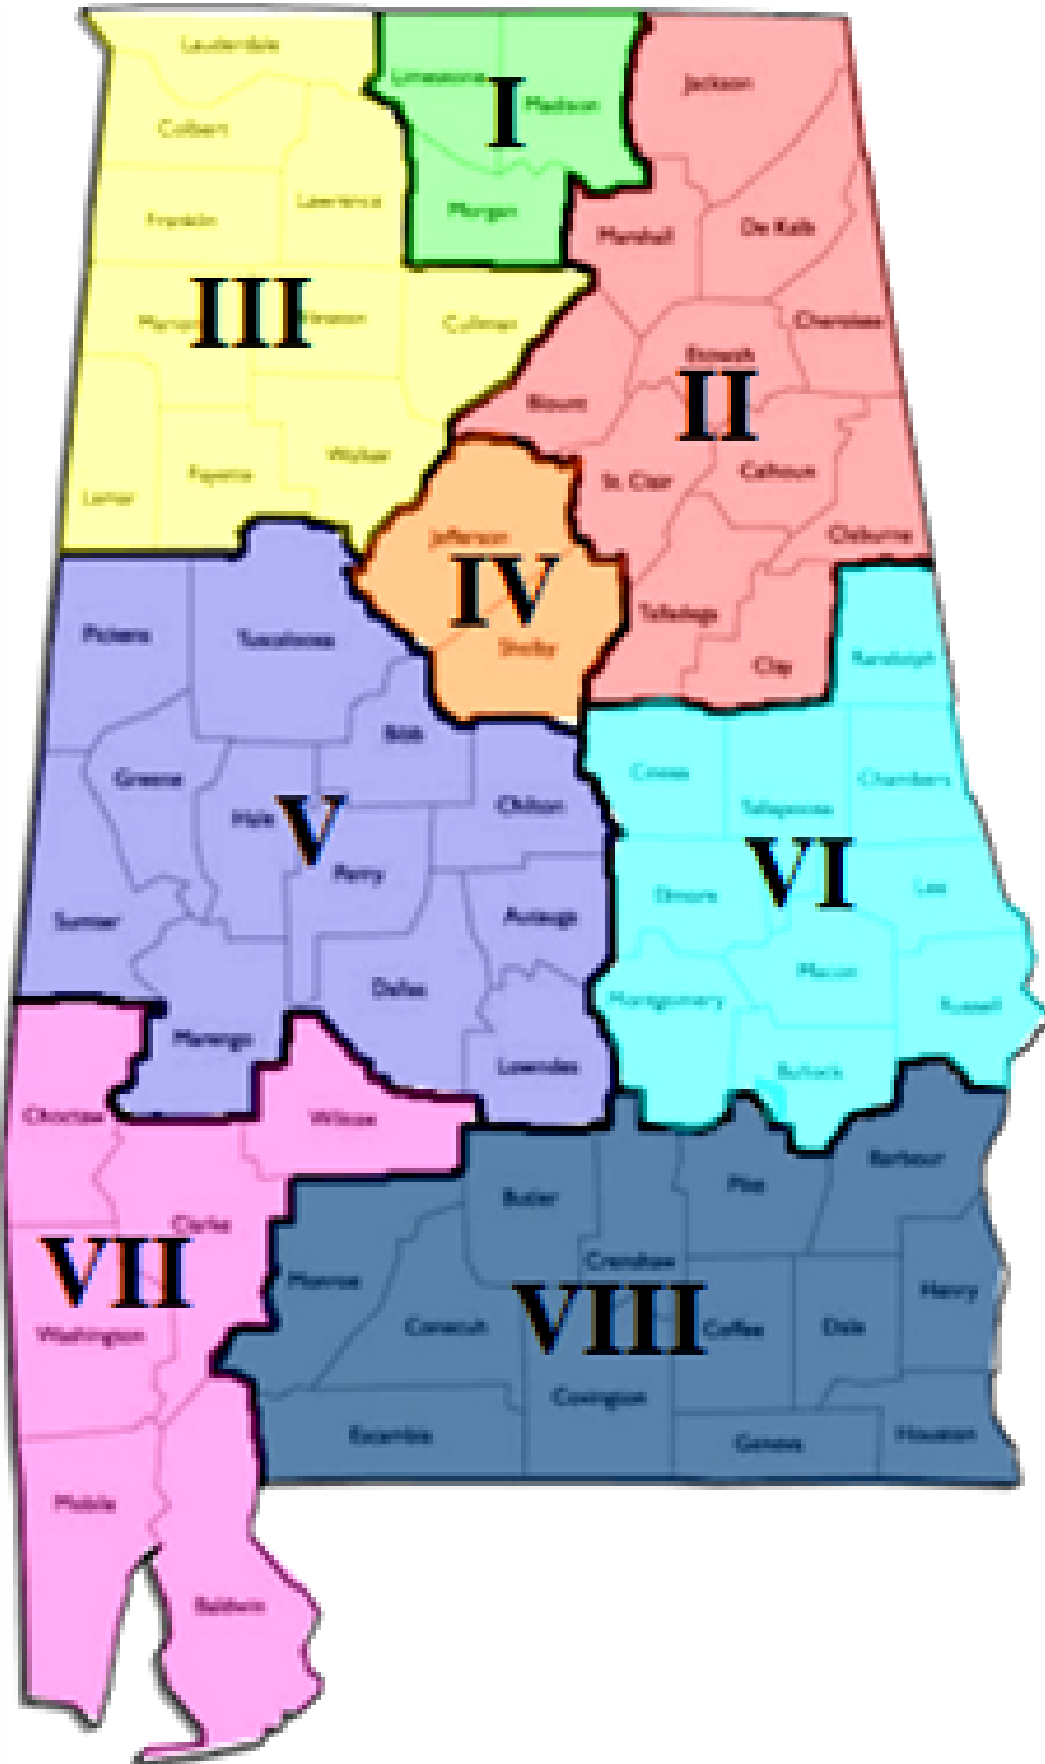 Lauderdale
Limestone
I
Madison
Jackson
Colbert
Franklin
Lawrence
Morgan
Marshall
De Kalb
III
Cullman
Cherokee
Etowah
II
Blount
Walker
Fayette
Lamar
St. Clair
Calhoun
Jefferson
IV
Cleburne
Talladega
Shelby
Clay
Randolph
Pickens
Tuscaloosa
Bibb
Greene
Hale
V
Chilton
Perry
Coosa
Tallapoosa
Chambers
VI
Elmore
Lee
Sumter
Autauga
Dallas
Macon
Montgomery
Russell
Marengo
Lowndes
Bullock
Choctaw
Wilcox
Clarke
VII
Washington
Butler
Pike
Barbour
Monroe
Crenshaw
Conecuh
VIII
Coffee
Dale
Henry
Covington
Escambia
Geneva
Houston
Mobile
Baldwin